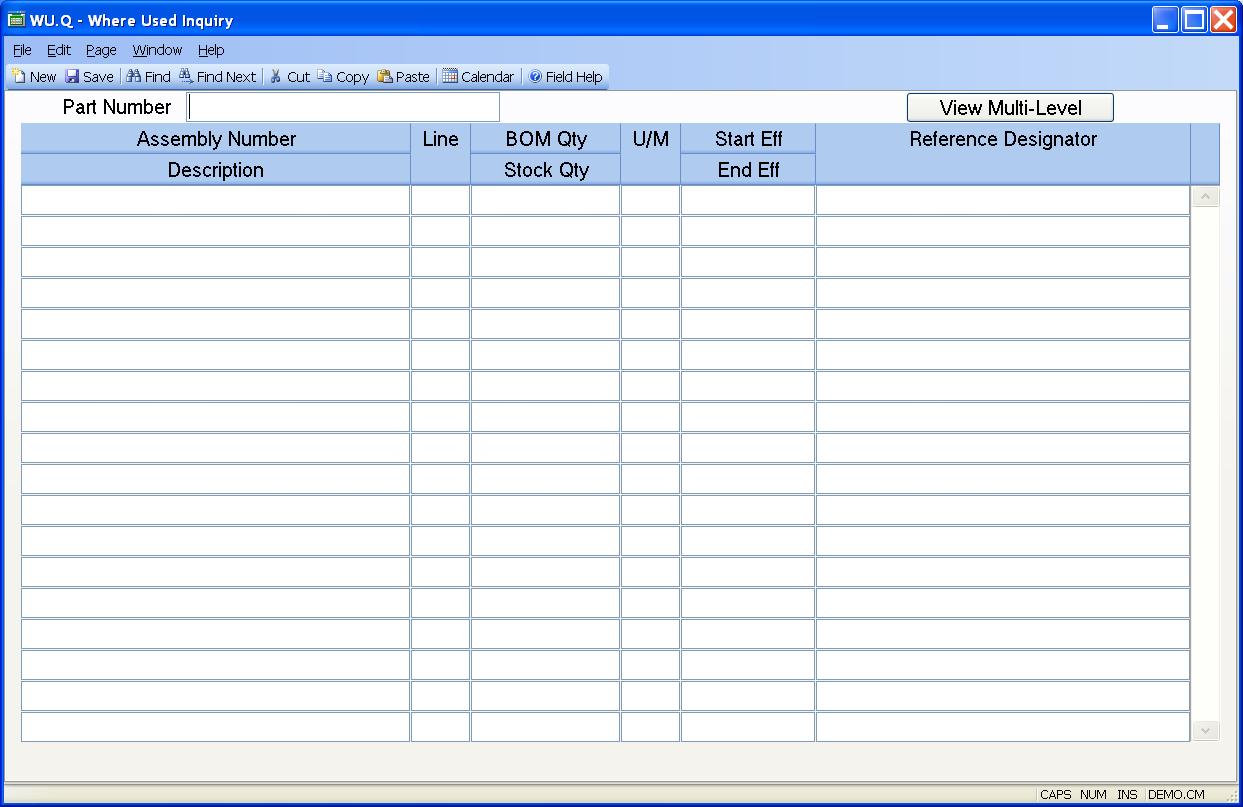 WU.Q - Where Used Inquiry
File Edit Page Window Help
New Save Find Find Next Cut Copy Paste Calendar Field Help
Part Number View Multi-Level
Assembly Number Line BOM Qty U/M Start Eff Reference Designator
Description Stock Qty End Eff
CAPS NUM INS DEMO.CM